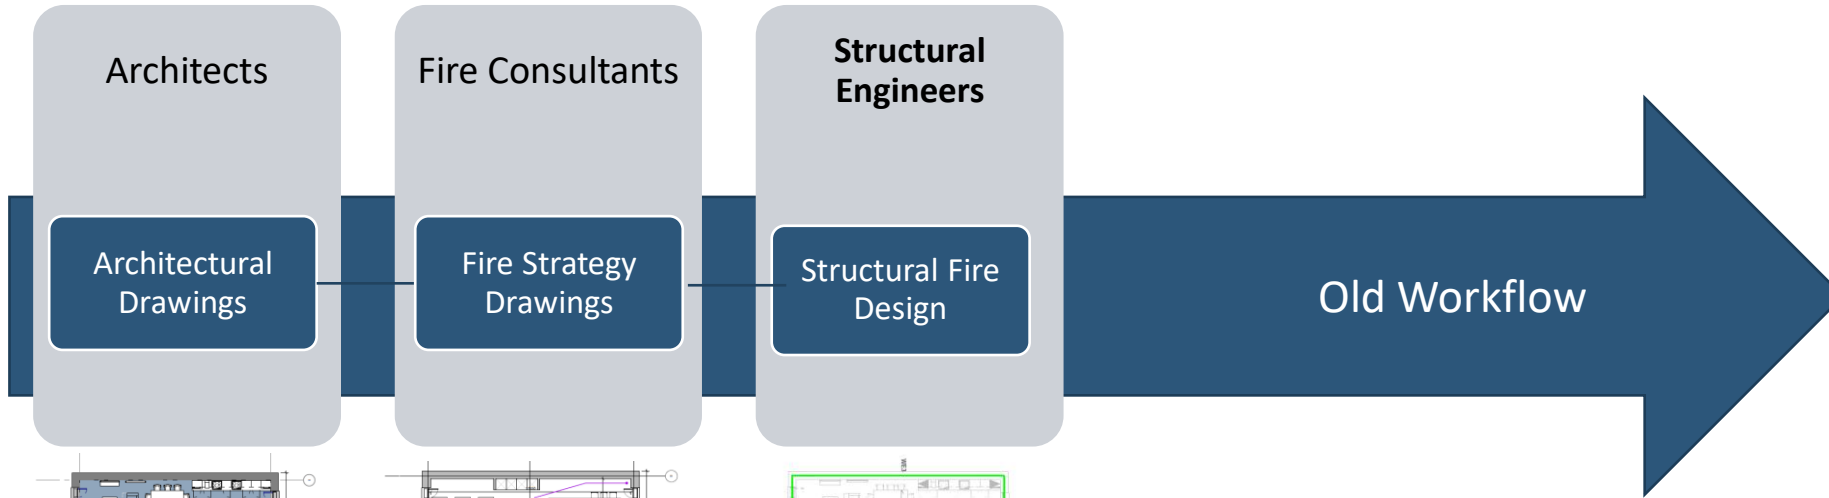 Architects
Architectural
Drawings
Fire Consultants
Fire Strategy
Drawings
Structural
Engineers
Structural Fire
Design
Old Workflow